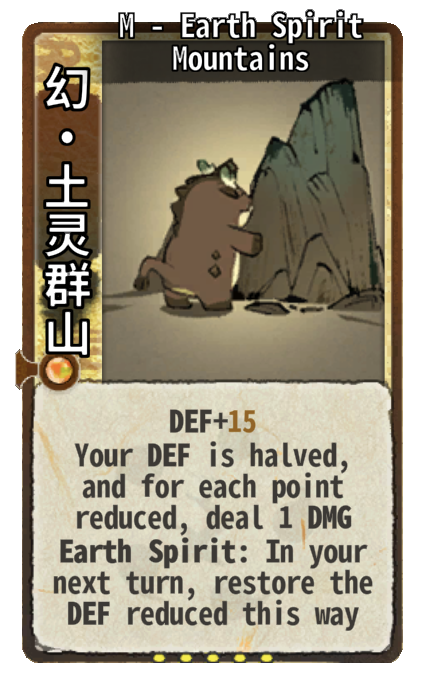 M - Earth Spirit
Mountains
幻・土灵群山
DEF+15
Your DEF is halved,
and for each point
reduced, deal 1 DMG
Earth Spirit: In your
next turn, restore the
DEF reduced this way